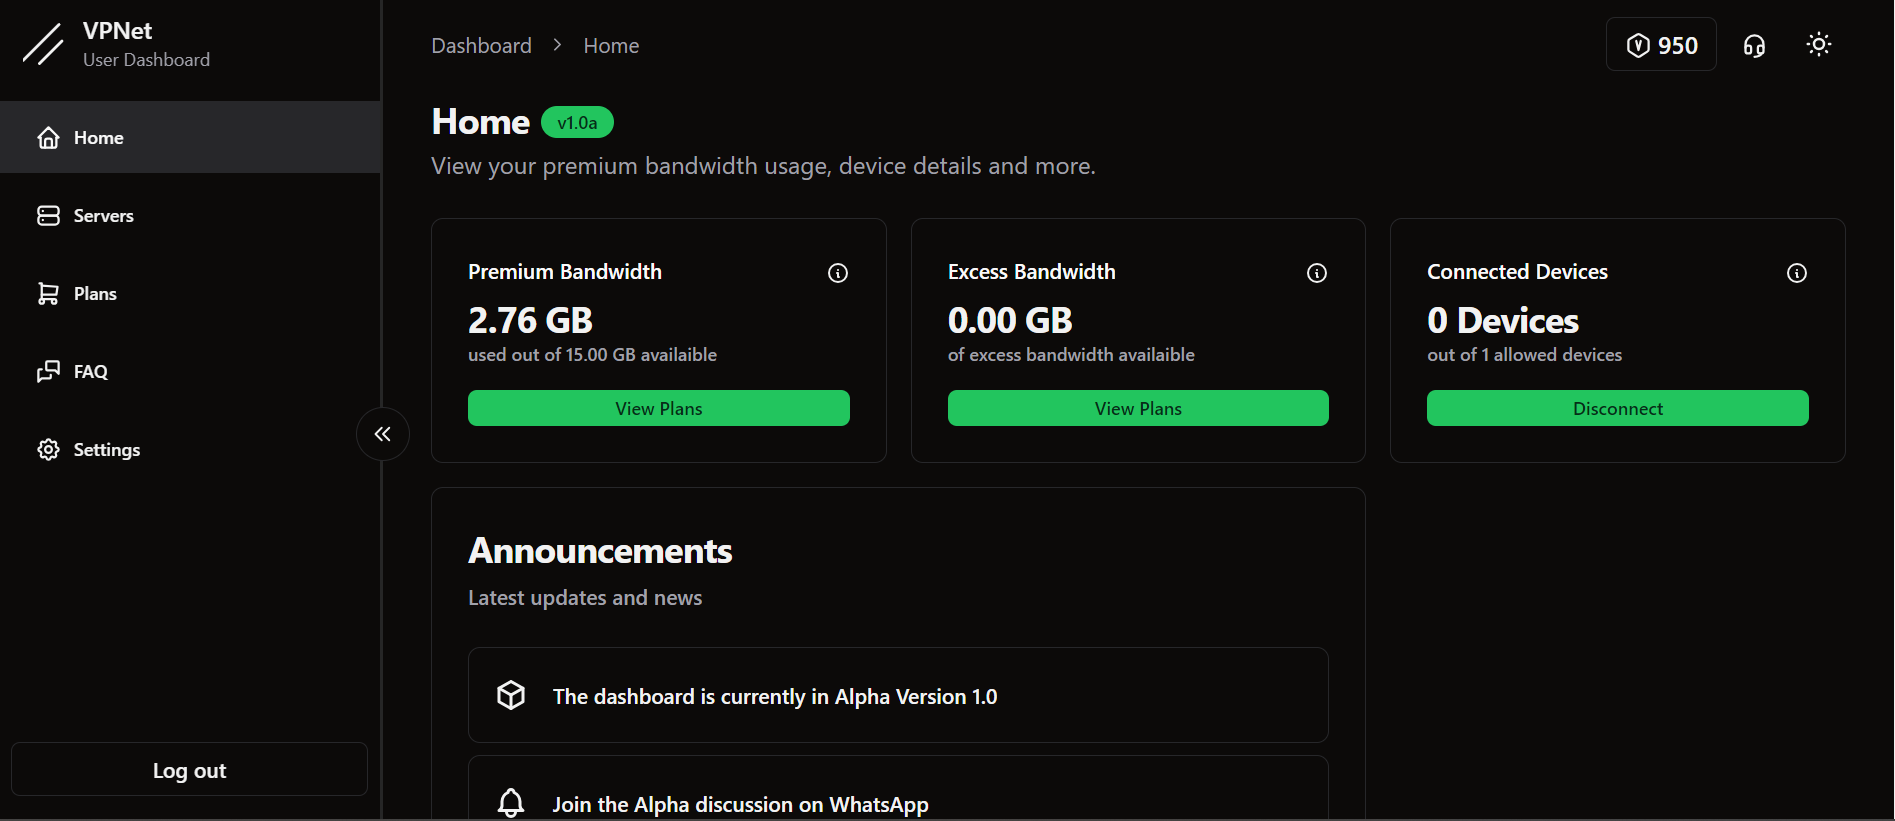 VPNet
User Dashboard
Home
Servers
Plans
FAQ
Settings
Log out
Dashboard > Home
950
Home v1.0a
View your premium bandwidth usage, device details and more.
Premium Bandwidth
2.76 GB
used out of 15.00 GB availaible
View Plans
Excess Bandwidth
0.00 GB
of excess bandwidth availaible
View Plans
Connected Devices
0 Devices
out of 1 allowed devices
Disconnect
Announcements
Latest updates and news
The dashboard is currently in Alpha Version 1.0
Join the Alpha discussion on WhatsApp